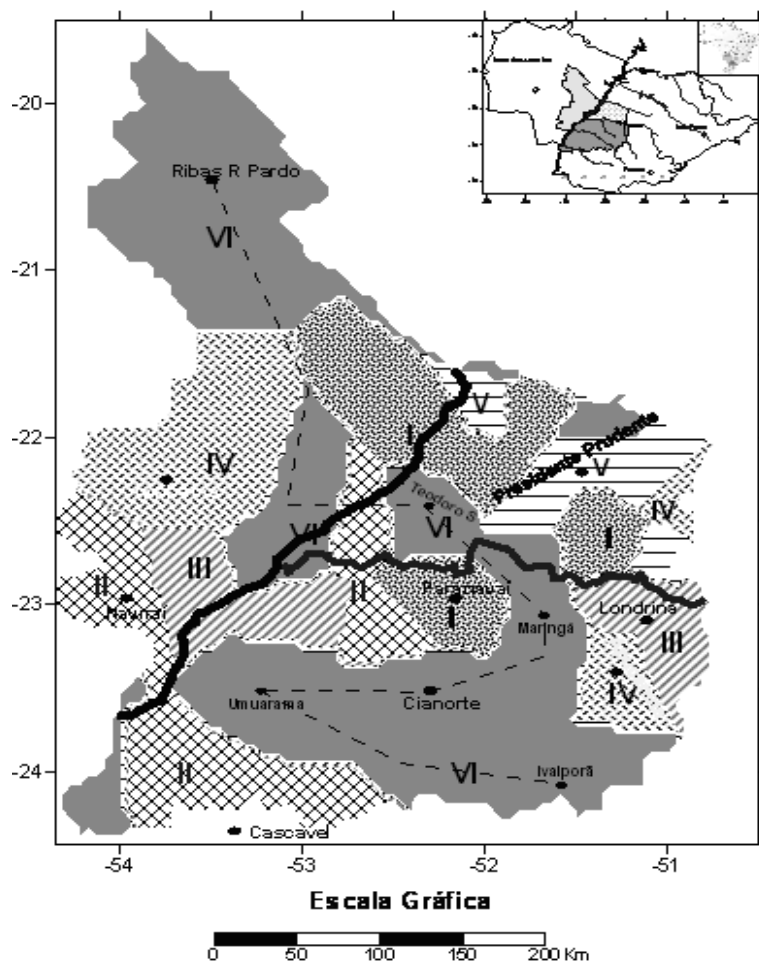 -20
Ribas R Pardo
VI
-21
V
I
-22
IV
Presidente Prudente
V
Teodoro S
IV
VI
VI
I
III
-23
II
Naviraí
II
Paranavaí
I
Maringá
Londrina
III
IV
Umuarama
Cianorte
-24
II
VI
Ivaiporã
Cascavel
-54
-53
-52
-51
Escala Gráfica
0
50
100
150
200 Km